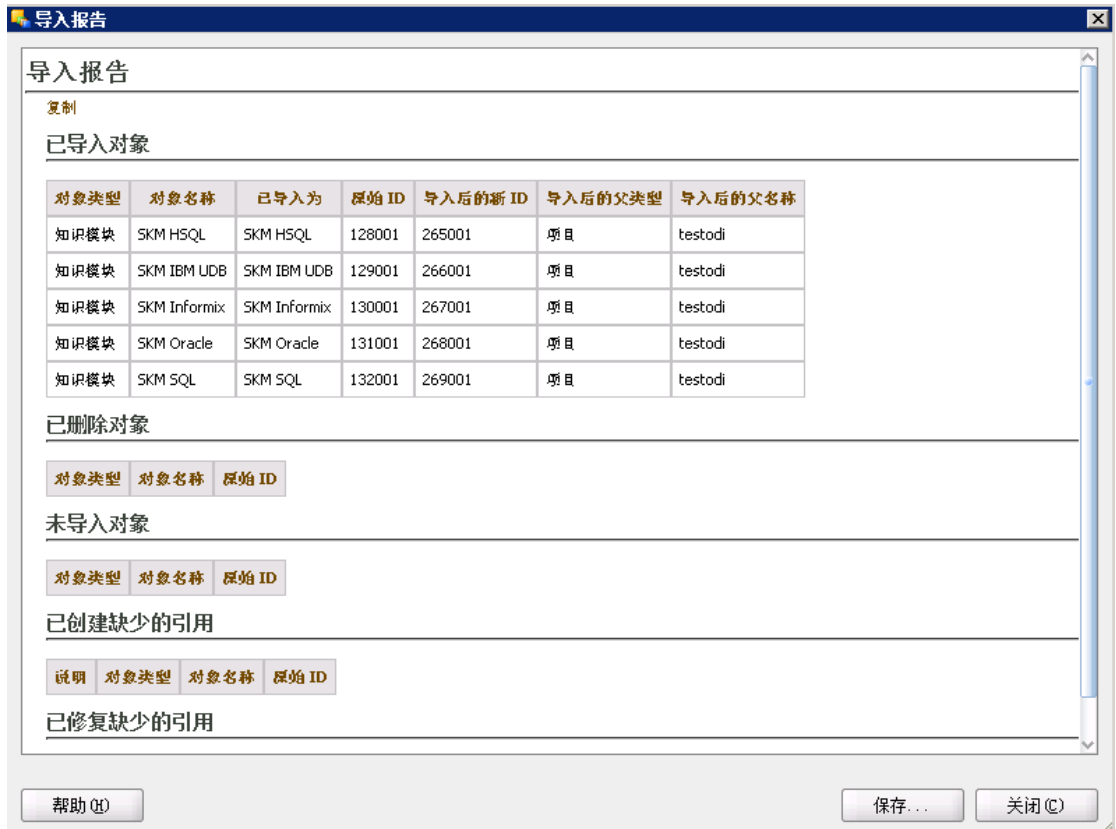 导入报告
导入报告
复制
已导入对象
对象类型 对象名称 已导入为 原始 ID 导入后的新 ID 导入后的父类型 导入后的父名称
知识模块 SKM HSQL SKM HSQL 128001 265001 项目 testodi
知识模块 SKM IBM UDB SKM IBM UDB 129001 266001 项目 testodi
知识模块 SKM Informix SKM Informix 130001 267001 项目 testodi
知识模块 SKM Oracle SKM Oracle 131001 268001 项目 testodi
知识模块 SKM SQL SKM SQL 132001 269001 项目 testodi
已删除对象
对象类型 对象名称 原始 ID
未导入对象
对象类型 对象名称 原始 ID
已创建缺少的引用
说明 对象类型 对象名称 原始 ID
已修复缺少的引用
帮助(H) 保存... 关闭(C)